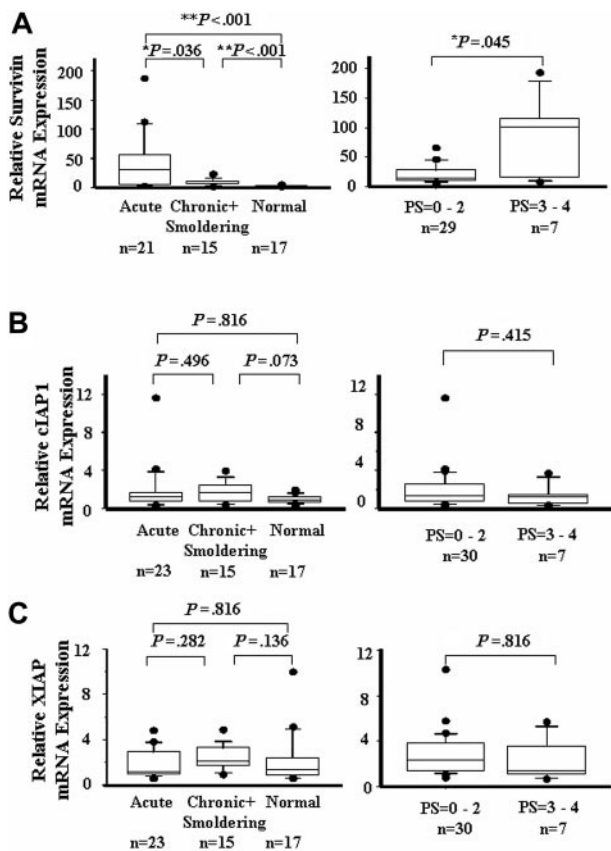 A
Relative Survivin
mRNA Expression
**P<.001
*P=.036
**P<.001
200
150
100
50
0
Acute
Chronic+
Smoldering
Normal
n=21
n=15
n=17
*P=.045
200
150
100
50
0
PS=0 - 2
PS=3 - 4
n=29
n=7
B
Relative cIAP1
mRNA Expression
P=.816
P=.496
P=.073
12
8
4
0
Acute
Chronic+
Smoldering
Normal
n=23
n=15
n=17
P=.415
12
8
4
0
PS=0 - 2
PS=3 - 4
n=30
n=7
C
Relative XIAP
mRNA Expression
P=.816
P=.282
P=.136
12
8
4
0
Acute
Chronic+
Smoldering
Normal
n=23
n=15
n=17
P=.816
12
8
4
0
PS=0 - 2
PS=3 - 4
n=30
n=7